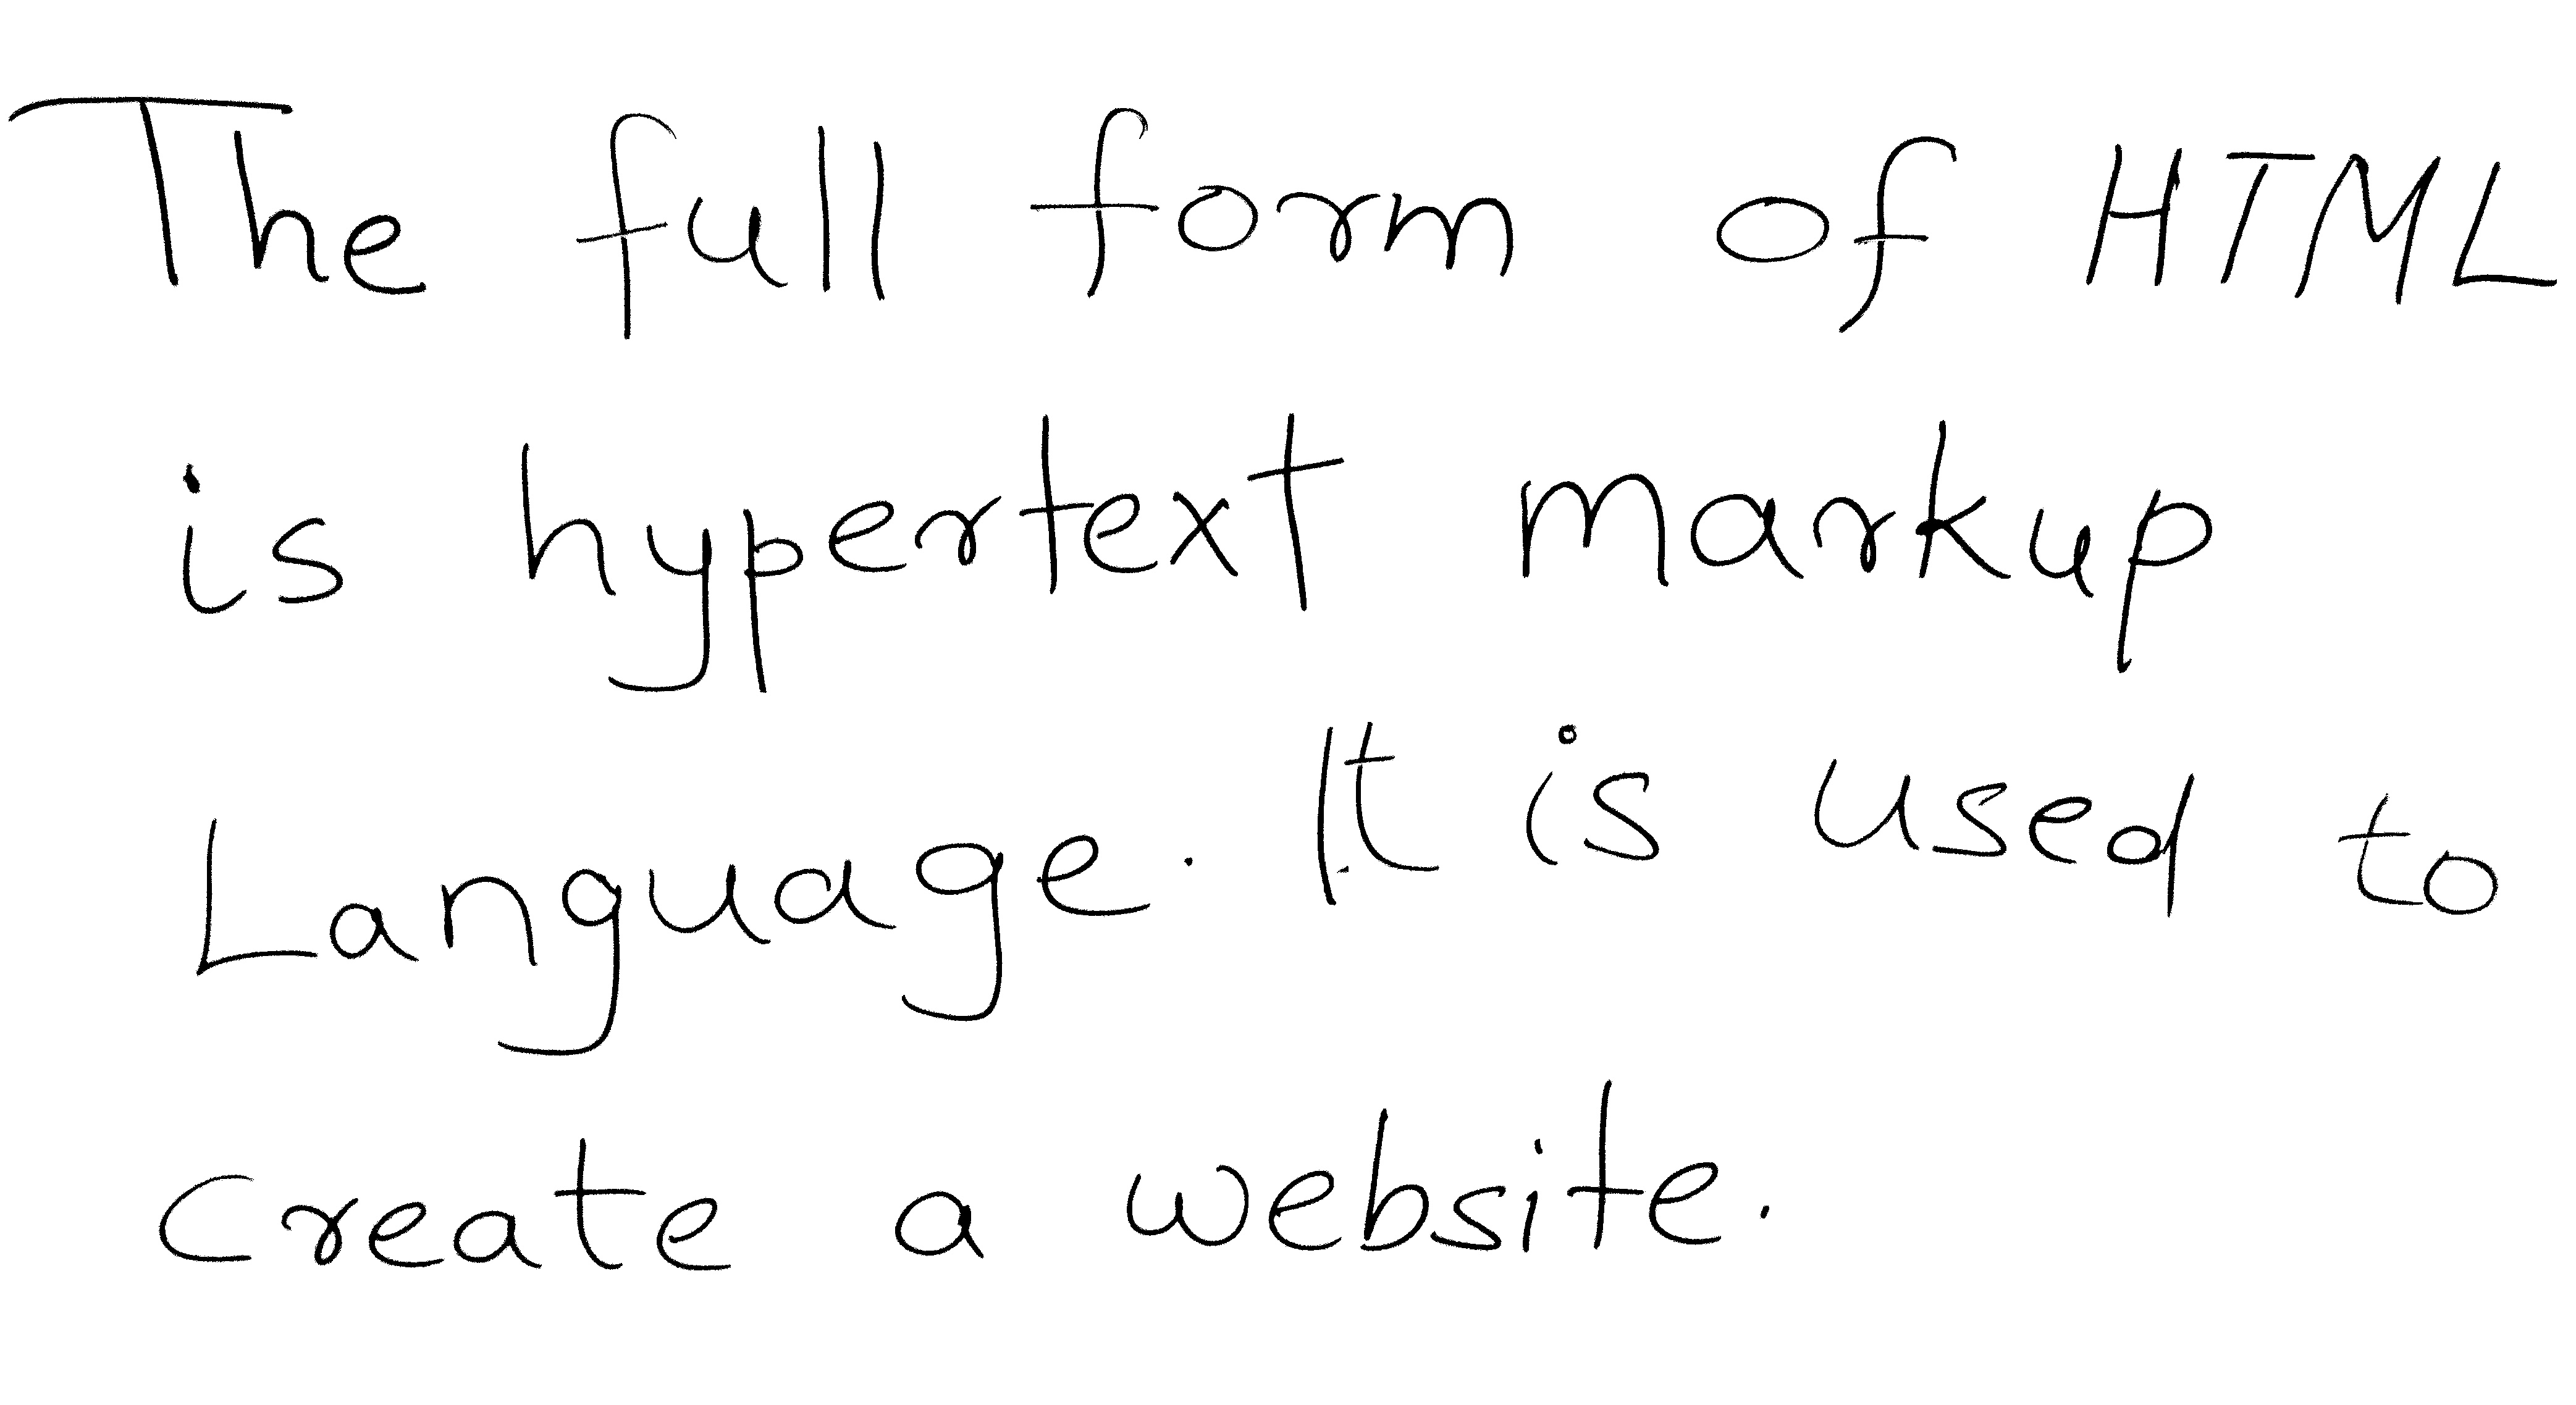 The full form of HTML
is hypertext markup
Language. It is used to
create a website.